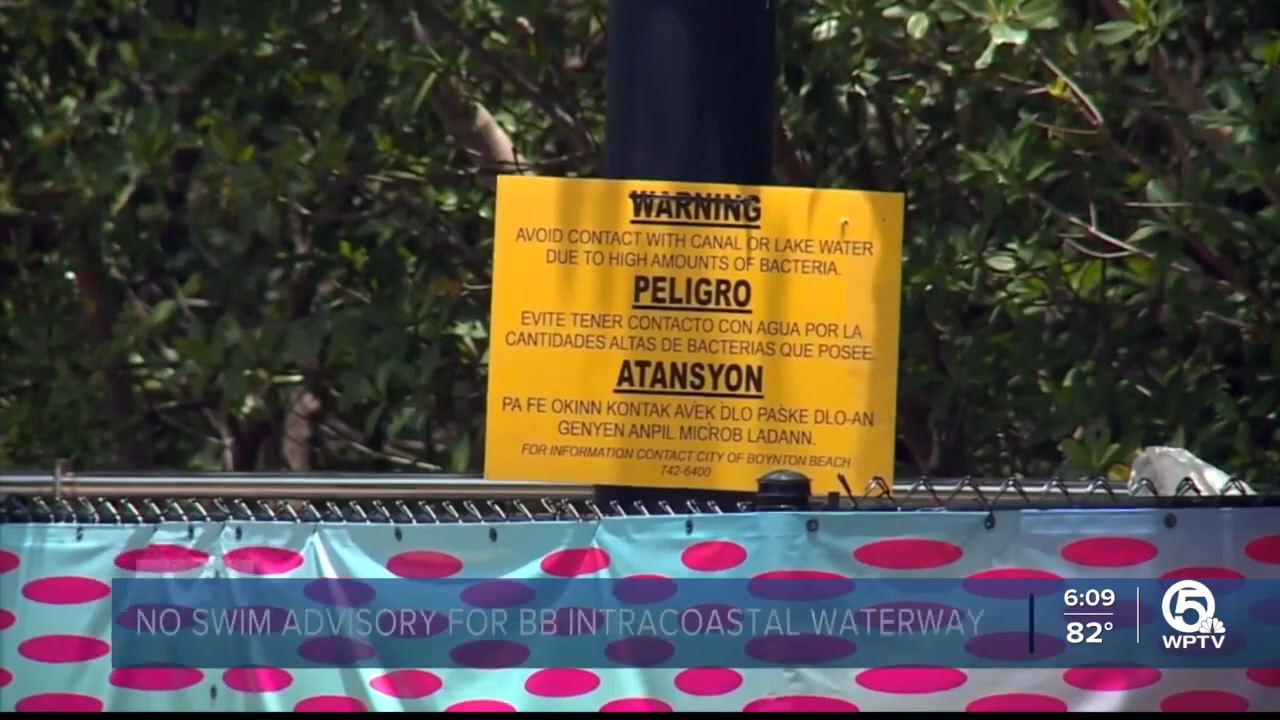 WARNING
AVOID CONTACT WITH CANAL OR LAKE WATER
DUE TO HIGH AMOUNTS OF BACTERIA.
PELIGRO
EVITE TENER CONTACTO CON AGUA POR LA
CANTIDADES ALTAS DE BACTERIAS QUE POSEE.
ATANSYON
PA FE OKINN KONTAK AVEK DLO PASKE DLO-AN
GENYEN ANPIL MICROB LADANN.
FOR INFORMATION CONTACT CITY OF BOYNTON BEACH
742-6400
NO SWIM ADVISORY FOR BB INTRACOASTAL WATERWAY
6:09
82°
5
WPTV